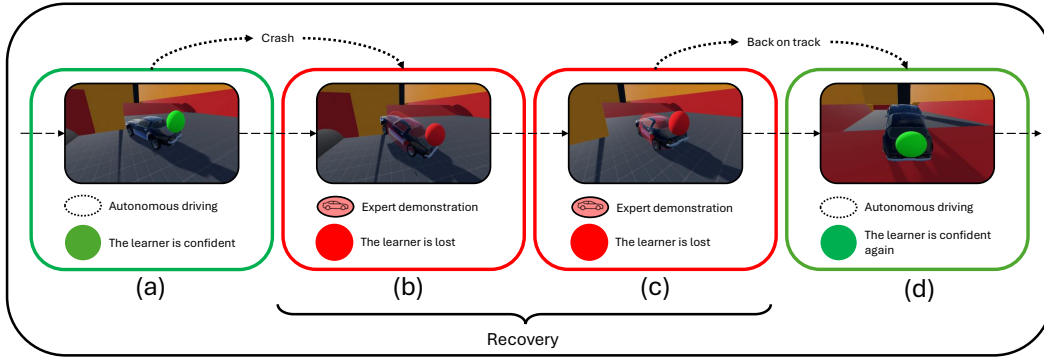 Crash
Back on track
Autonomous driving
The learner is confident
(a)
Expert demonstration
The learner is lost
(b)
Expert demonstration
The learner is lost
(c)
Autonomous driving
The learner is confident
again
(d)
Recovery